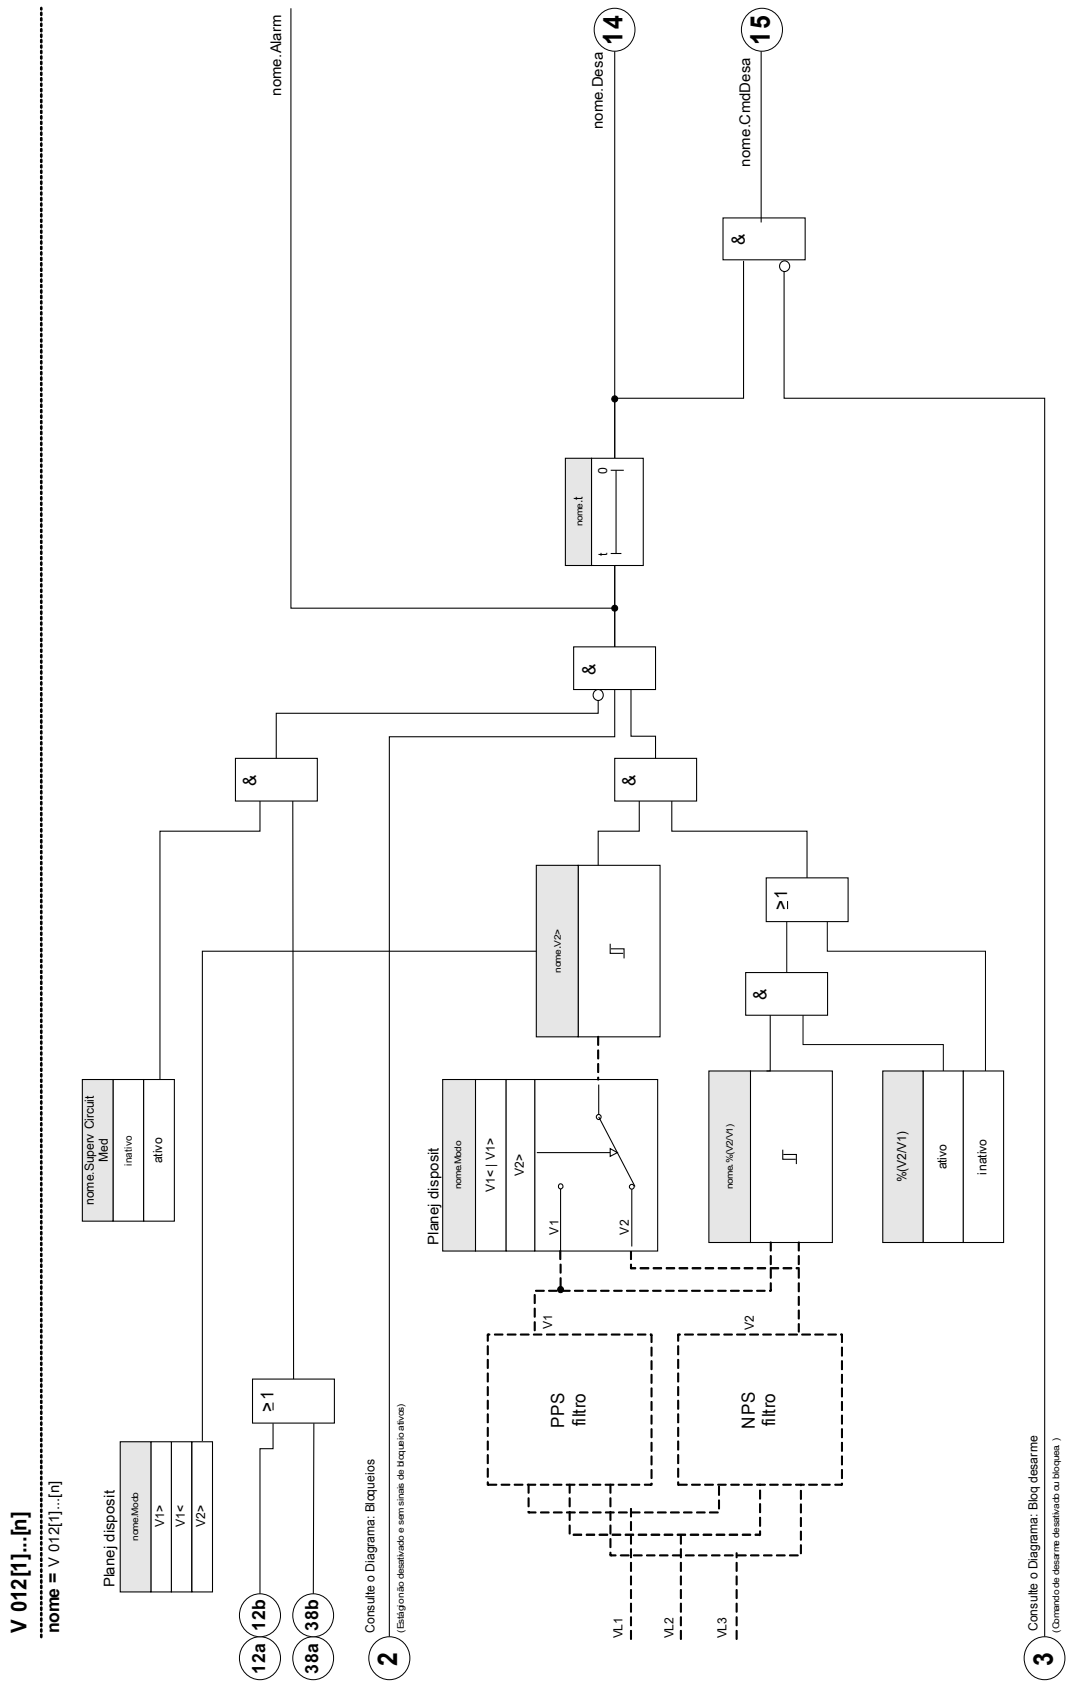 V 012[1]...[n]
nome = V 012[1]...[n]
Planej disposit
nome.Modo
V1>
V1<
V2>
nome.Superv Circuit
Med
inativo
ativo
12a
12b
38a
38b
≥1
&
nome.Alarm
2
Consulte o Diagrama: Bloqueios
(Estágio não desativado e sem sinais de bloqueio ativos)
&
nome.t
t
0
nome.Desa
14
Planej disposit
nome.Modo
V1< | V1>
V2>
V1
V2
nome.V2>
&
VL1
VL2
VL3
PPS
filtro
V1
NPS
filtro
V2
nome.%(V2/V1)
&
≥1
%(V2/V1)
ativo
inativo
&
nome.CmdDesa
15
3
Consulte o Diagrama: Bloq desarme
(Comando de desarme desativado ou bloquea. )